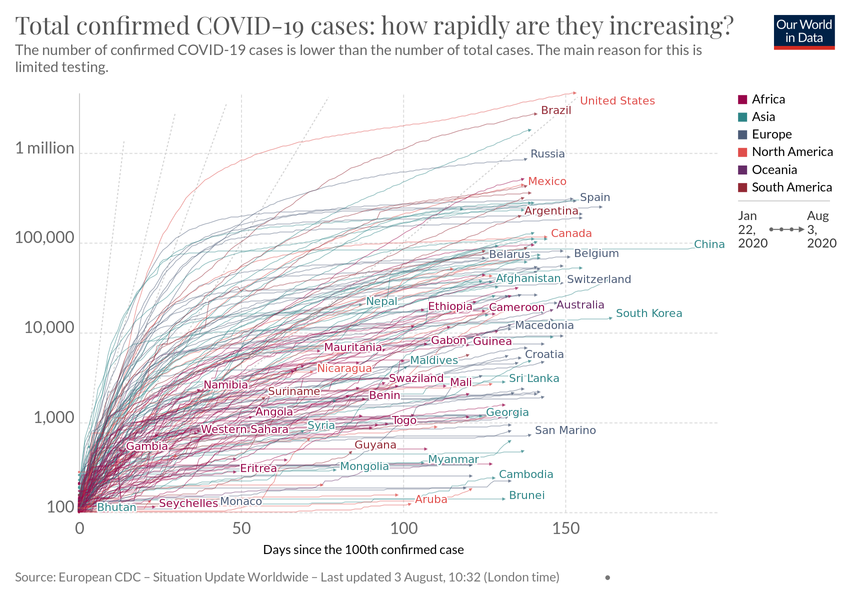 Total confirmed COVID-19 cases: how rapidly are they increasing?
The number of confirmed COVID-19 cases is lower than the number of total cases. The main reason for this is
limited testing.
Our World
in Data
United States
Brazil
Russia
Mexico
Spain
Argentina
Canada
China
Belarus
Belgium
Afghanistan
Switzerland
Nepal
Ethiopia
Cameroon
Australia
South Korea
Macedonia
Mauritania
Gabon
Guinea
Maldives
Croatia
Nicaragua
Namibia
Swaziland
Mali
Sri Lanka
Suriname
Benin
Angola
Georgia
Western Sahara
Syria
Togo
San Marino
Gambia
Guyana
Eritrea
Mongolia
Myanmar
Cambodia
Bhutan
Seychelles
Monaco
Aruba
Brunei
1 million
100,000
10,000
1,000
100
0
50
100
150
Days since the 100th confirmed case
Africa
Asia
Europe
North America
Oceania
South America
Jan
22,
2020
Aug
3,
2020
Source: European CDC – Situation Update Worldwide – Last updated 3 August, 10:32 (London time)